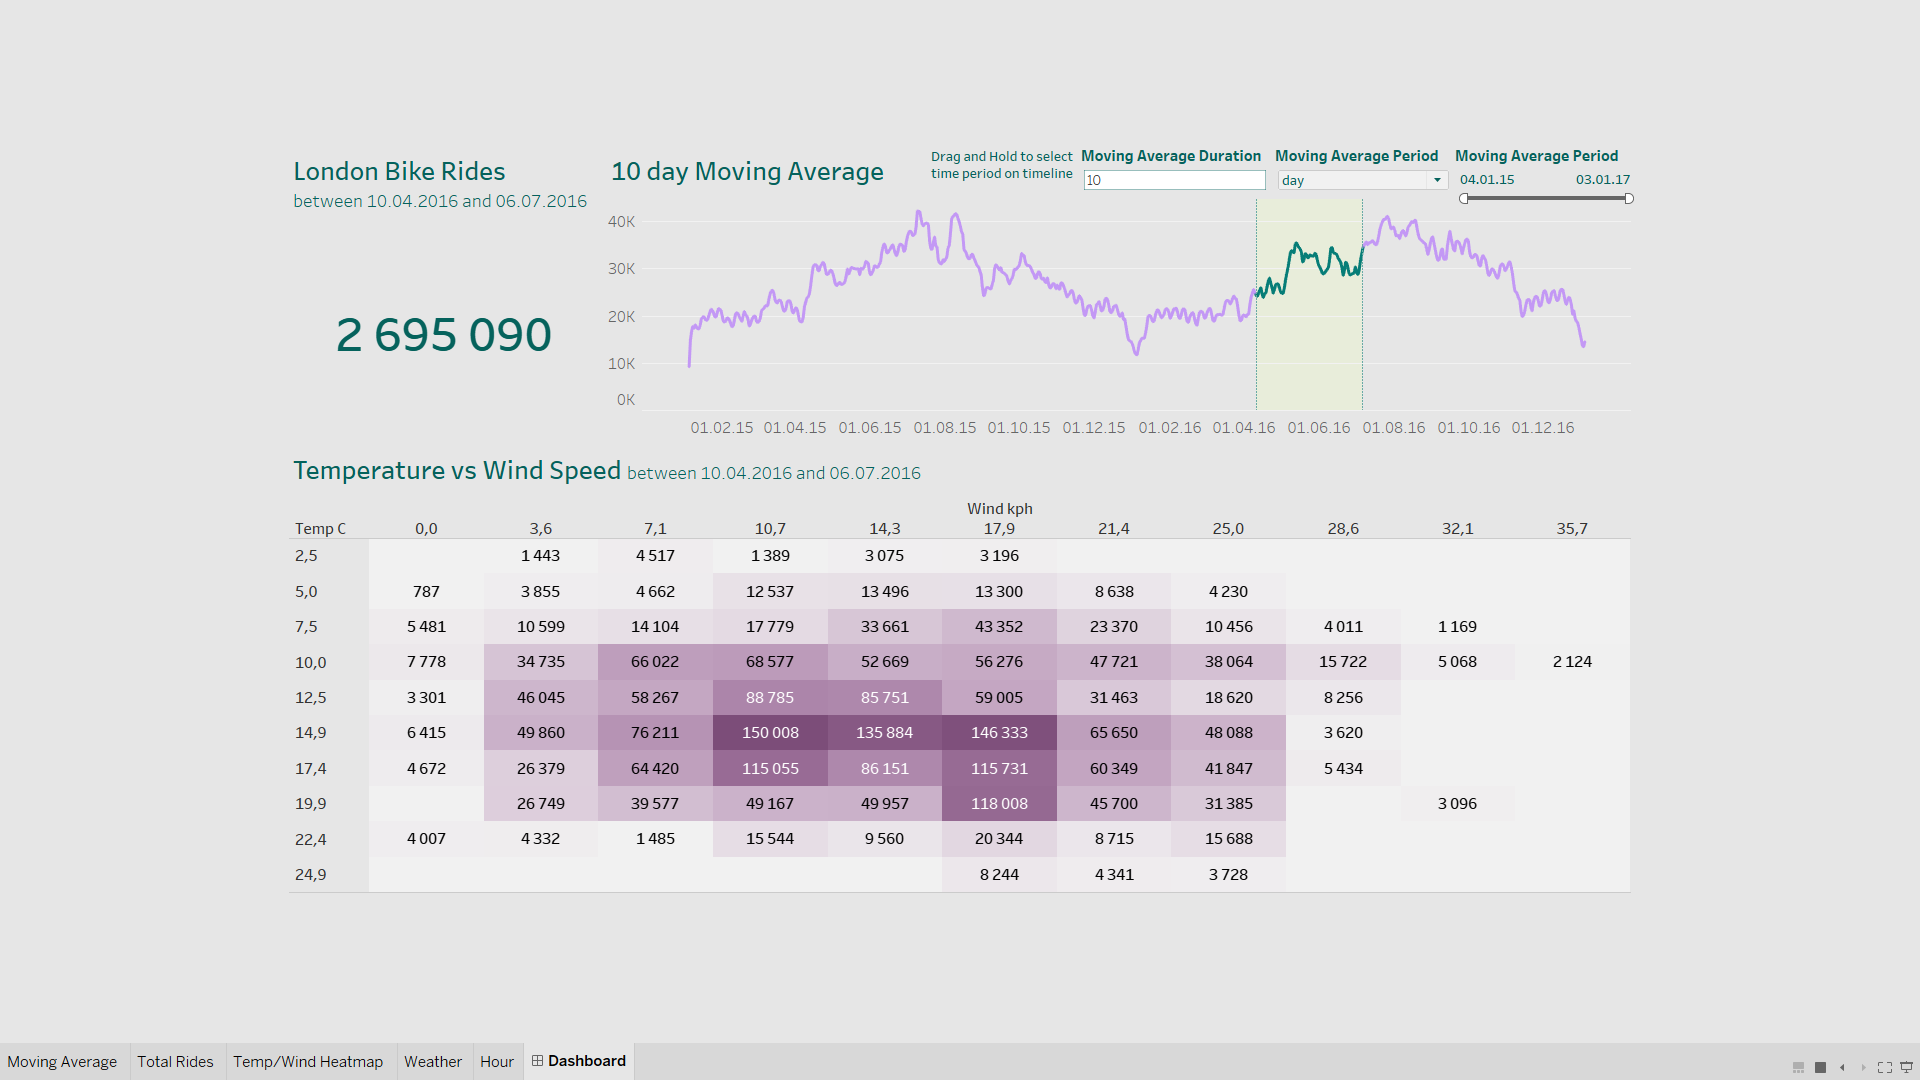 London Bike Rides
between 10.04.2016 and 06.07.2016
2 695 090
10 day Moving Average
Drag and Hold to select
time period on timeline
Moving Average Duration
10
Moving Average Period
day
Moving Average Period
04.01.15 03.01.17
40K
30K
20K
10K
0K
01.02.15 01.04.15 01.06.15 01.08.15 01.10.15 01.12.15 01.02.16 01.04.16 01.06.16 01.08.16 01.10.16 01.12.16
Temperature vs Wind Speed between 10.04.2016 and 06.07.2016
Wind kph
Temp C 0,0 3,6 7,1 10,7 14,3 17,9 21,4 25,0 28,6 32,1 35,7
2,5 1 443 4 517 1 389 3 075 3 196
5,0 787 3 855 4 662 12 537 13 496 13 300 8 638 4 230
7,5 5 481 10 599 14 104 17 779 33 661 43 352 23 370 10 456 4 011 1 169
10,0 7 778 34 735 66 022 68 577 52 669 56 276 47 721 38 064 15 722 5 068 2 124
12,5 3 301 46 045 58 267 88 785 85 751 59 005 31 463 18 620 8 256
14,9 6 415 49 860 76 211 150 008 135 884 146 333 65 650 48 088 3 620
17,4 4 672 26 379 64 420 115 055 86 151 115 731 60 349 41 847 5 434
19,9 26 749 39 577 49 167 49 957 118 008 45 700 31 385 3 096
22,4 4 007 4 332 1 485 15 544 9 560 20 344 8 715 15 688
24,9 8 244 4 341 3 728
Moving Average Total Rides Temp/Wind Heatmap Weather Hour Dashboard